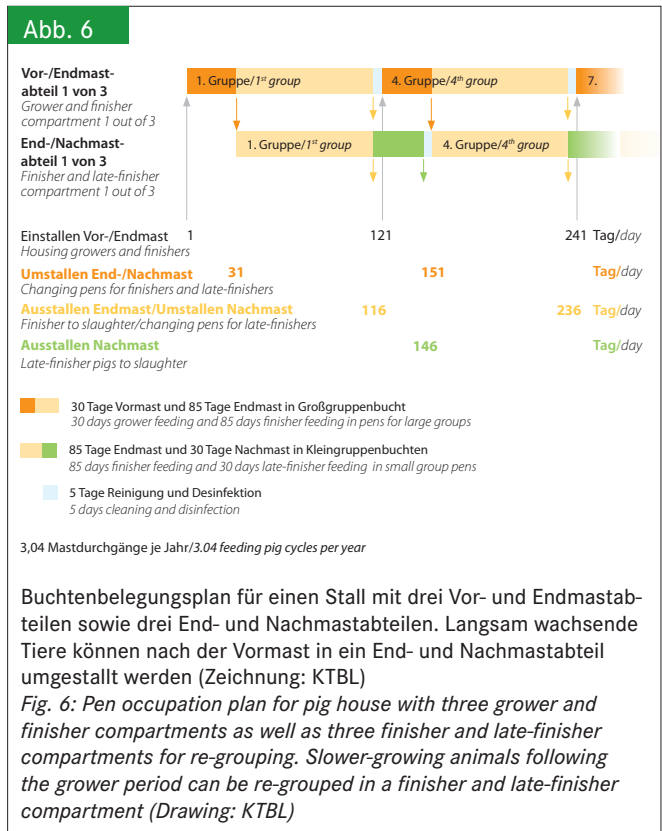 Abb. 6
Vor-/Endmast-
abteil 1 von 3
Grower and finisher
compartment 1 out of 3
1. Gruppe/1st group
4. Gruppe/4th group
7.
End-/Nachmast-
abteil 1 von 3
Finisher and late-finisher
compartment 1 out of 3
1. Gruppe/1st group
4. Gruppe/4th group
Einstallen Vor-/Endmast 1 121 241 Tag/day
Housing growers and finishers
Umstallen End-/Nachmast 31 151 Tag/day
Changing pens for finishers and late-finishers
Ausstallen Endmast/Umstallen Nachmast 116 236 Tag/day
Finisher to slaughter/changing pens for late-finishers
Ausstallen Nachmast 146 Tag/day
Late-finisher pigs to slaughter
30 Tage Vormast und 85 Tage Endmast in Großgruppenbucht
30 days grower feeding and 85 days finisher feeding in pens for large groups
85 Tage Endmast und 30 Tage Nachmast in Kleingruppenbuchten
85 days finisher feeding and 30 days late-finisher feeding in small group pens
5 Tage Reinigung und Desinfektion
5 days cleaning and disinfection
3,04 Mastdurchgänge je Jahr/3.04 feeding pig cycles per year
Buchtenbelegungsplan für einen Stall mit drei Vor- und Endmastab-
teilen sowie drei End- und Nachmastabteilen. Langsam wachsende
Tiere können nach der Vormast in ein End- und Nachmastabteil
umgestallt werden (Zeichnung: KTBL)
Fig. 6: Pen occupation plan for pig house with three grower and
finisher compartments as well as three finisher and late-finisher
compartments for re-grouping. Slower-growing animals following
the grower period can be re-grouped in a finisher and late-finisher
compartment (Drawing: KTBL)